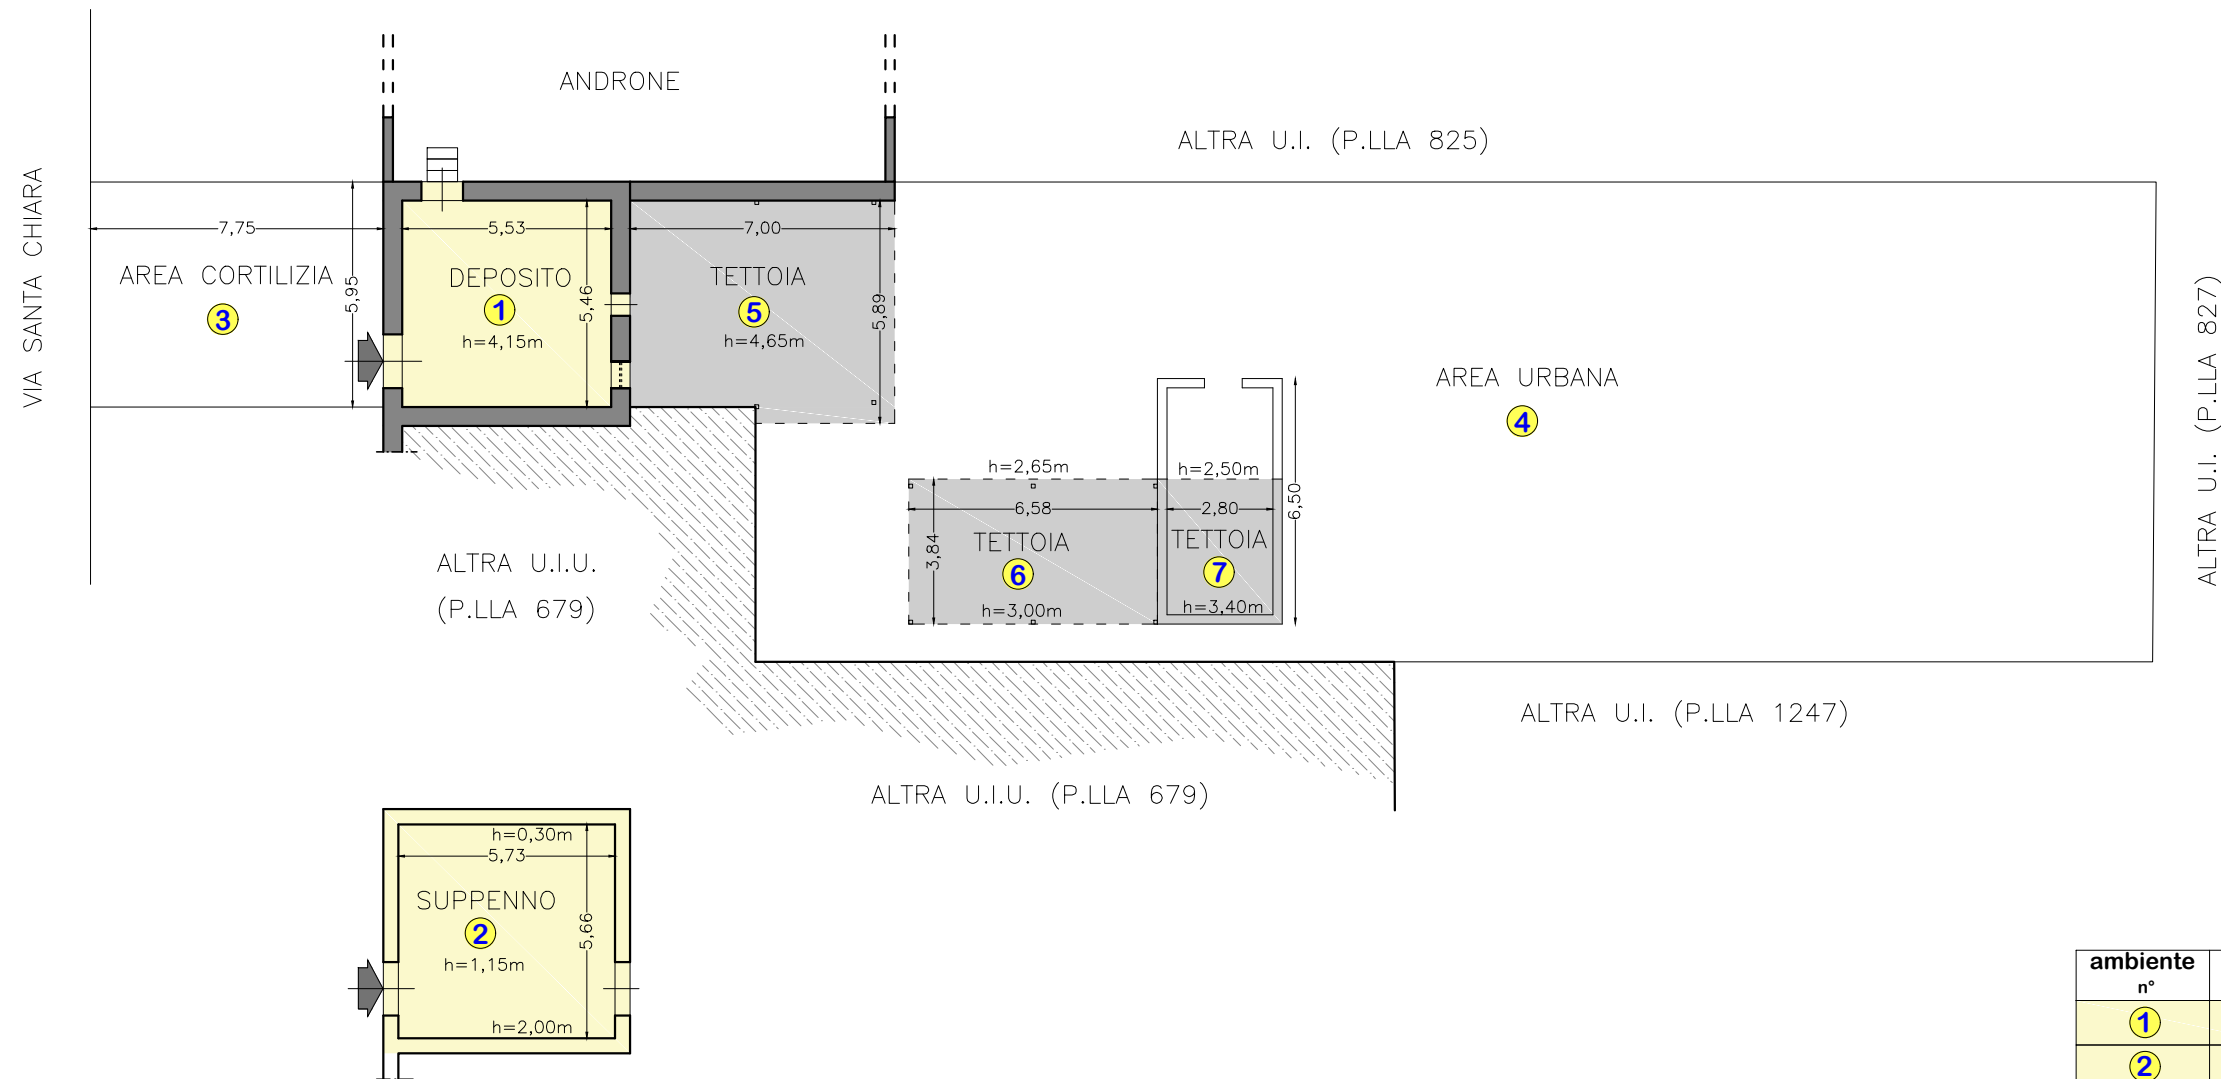 ANDRONE
ALTRA U.I. (P.LLA 825)
VIA SANTA CHIARA
7,75
5,53
7,00
AREA CORTILIZIA
3
5,95
DEPOSITO
1
h=4,15m
5,46
TETTOIA
5
h=4,65m
5,89
AREA URBANA
4
ALTRA U.I. (P.LLA 827)
h=2,65m
6,58
3,84
TETTOIA
6
h=3,00m
h=2,50m
2,80
6,50
TETTOIA
7
h=3,40m
ALTRA U.I.U.
(P.LLA 679)
ALTRA U.I. (P.LLA 1247)
ALTRA U.I.U. (P.LLA 679)
h=0,30m
5,73
SUPPENNO
2
h=1,15m
5,66
h=2,00m
ambiente
n°
1
2